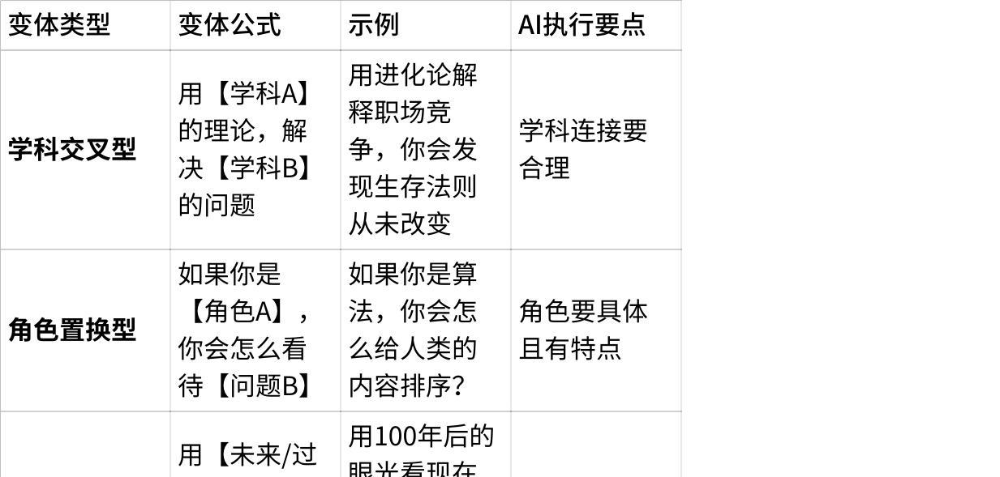 变体类型 变体公式 示例 AI执行要点
学科交叉型
用【学科A】
的理论，解
决【学科B】
的问题
用进化论解
释职场竞
争，你会发
现生存法则
从未改变
学科连接要
合理
角色置换型
如果你是
【角色A】，
你会怎么看
待【问题B】
如果你是算
法，你会怎
么给人类的
内容排序？
角色要具体
且有特点
用【未来/过
用100年后的
眼光看现在